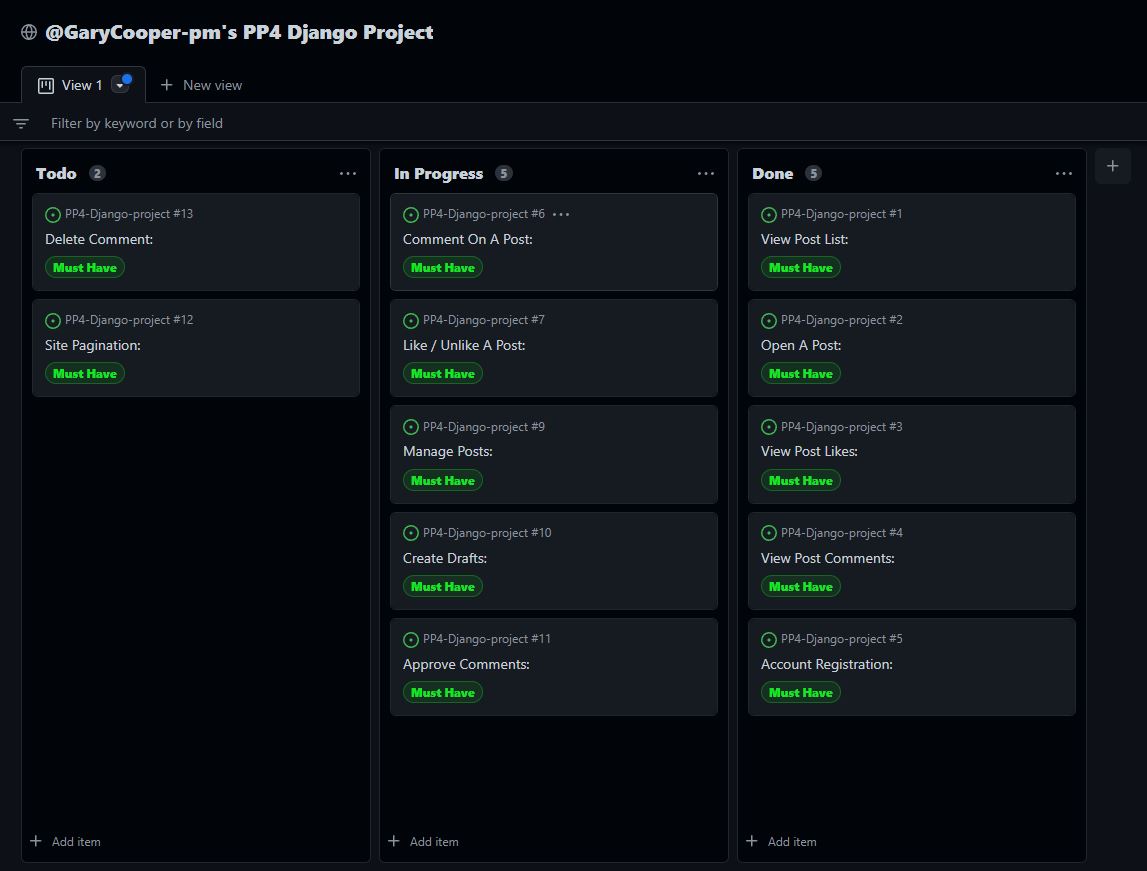 @GaryCooper-pm's PP4 Django Project
View 1
New view
Filter by keyword or by field
Todo 2
PP4-Django-project #13
Delete Comment:
Must Have
PP4-Django-project #12
Site Pagination:
Must Have
Add item
In Progress 5
PP4-Django-project #6
Comment On A Post:
Must Have
PP4-Django-project #7
Like / Unlike A Post:
Must Have
PP4-Django-project #9
Manage Posts:
Must Have
PP4-Django-project #10
Create Drafts:
Must Have
PP4-Django-project #11
Approve Comments:
Must Have
Add item
Done 5
PP4-Django-project #1
View Post List:
Must Have
PP4-Django-project #2
Open A Post:
Must Have
PP4-Django-project #3
View Post Likes:
Must Have
PP4-Django-project #4
View Post Comments:
Must Have
PP4-Django-project #5
Account Registration:
Must Have
Add item